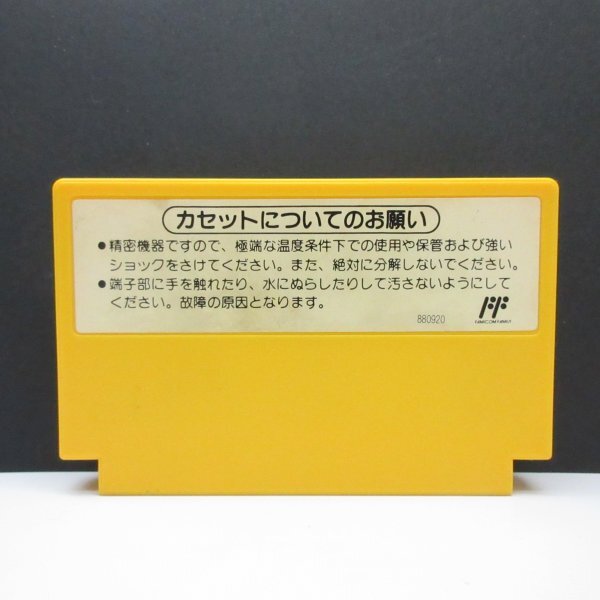 カセットについてのお願い
●精密機器ですので、極端な温度条件下での使用や保管および強い
ショックをさけてください。また、絶対に分解しないでください。
●端子部に手を触れたり、水にぬらしたりして汚さないようにして
ください。故障の原因となります。
880920
FF
FAMICOM FAMILY